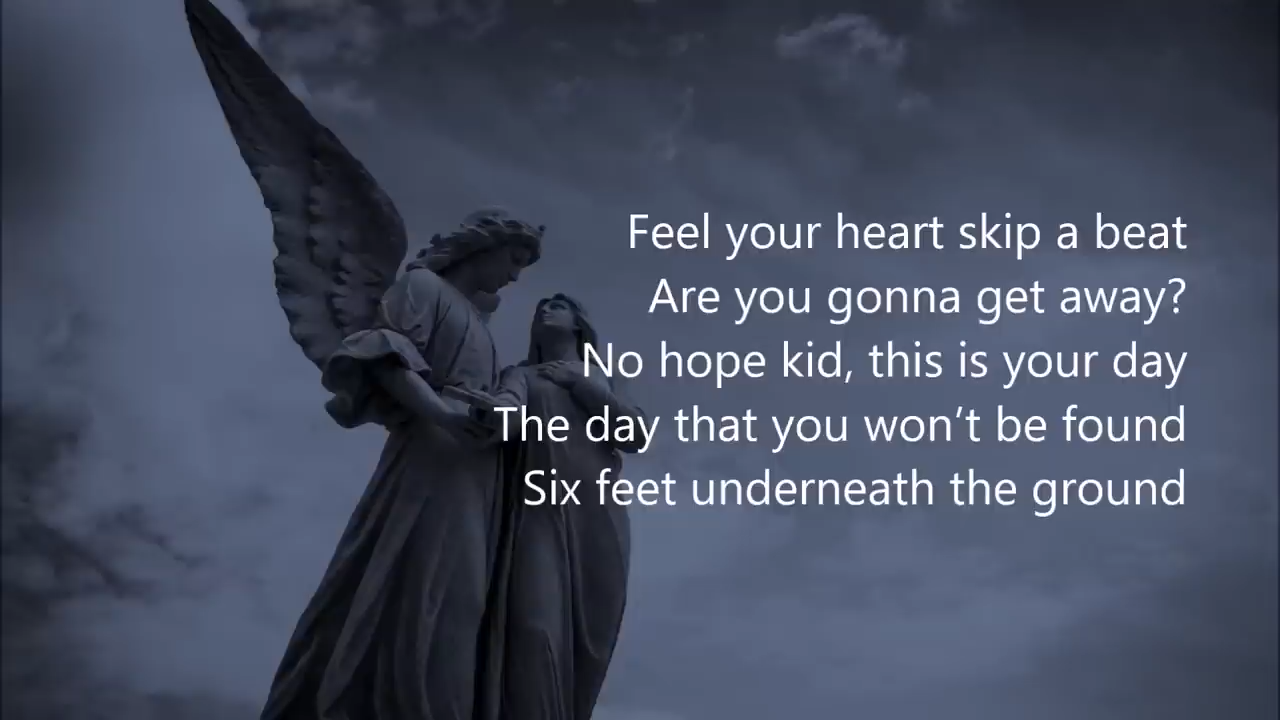 Feel your heart skip a beat
Are you gonna get away?
No hope kid, this is your day
The day that you won’t be found
Six feet underneath the ground